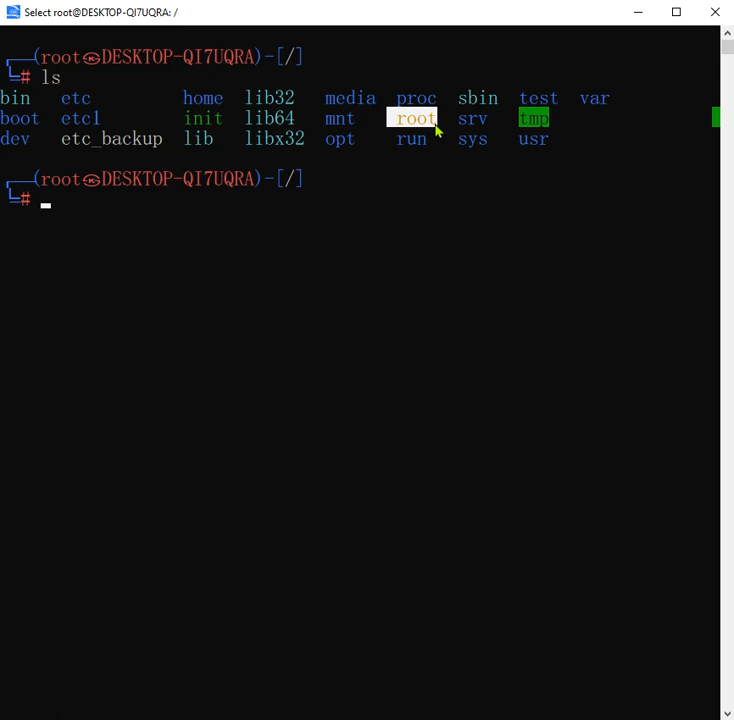 Select root@DESKTOP-QI7UQRA: /
┌──(root㉿DESKTOP-QI7UQRA)-[/]
└─# ls
bin etc home lib32 media proc sbin test var
boot etc1 init lib64 mnt root srv tmp
dev etc_backup lib libx32 opt run sys usr
┌──(root㉿DESKTOP-QI7UQRA)-[/]
└─#